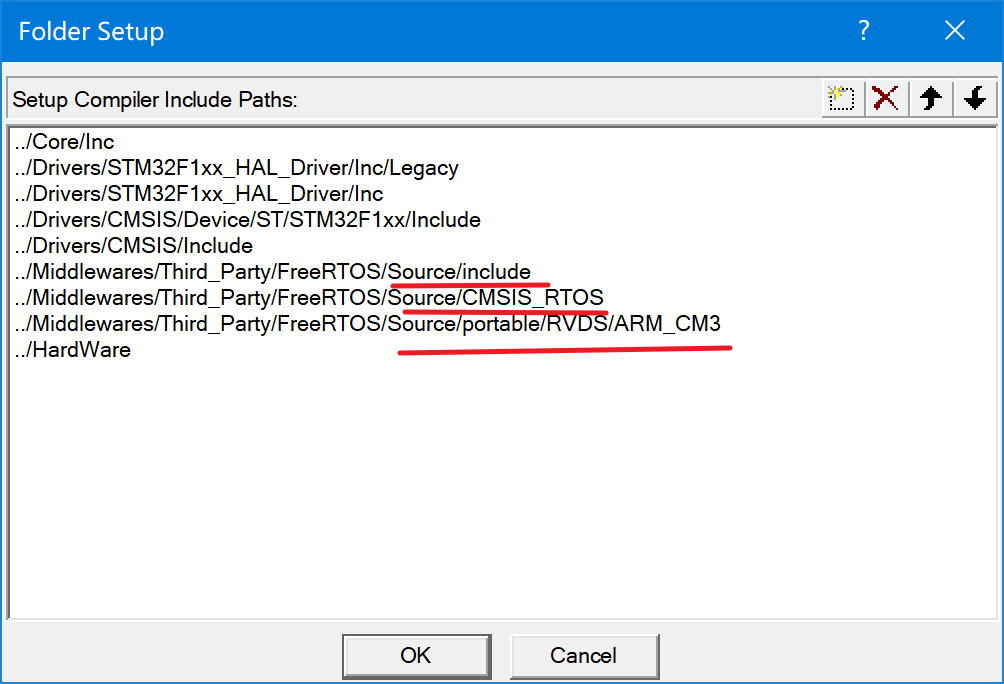 Folder Setup
?
Setup Compiler Include Paths:
../Core/Inc
../Drivers/STM32F1xx_HAL_Driver/Inc/Legacy
../Drivers/STM32F1xx_HAL_Driver/Inc
../Drivers/CMSIS/Device/ST/STM32F1xx/Include
../Drivers/CMSIS/Include
../Middlewares/Third_Party/FreeRTOS/Source/include
../Middlewares/Third_Party/FreeRTOS/Source/CMSIS_RTOS
../Middlewares/Third_Party/FreeRTOS/Source/portable/RVDS/ARM_CM3
../HardWare
OK Cancel